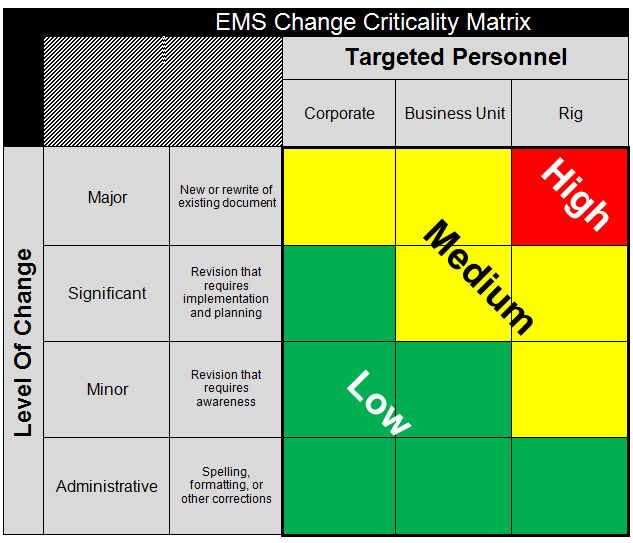 EMS Change Criticality Matrix
Targeted Personnel
Corporate
Business Unit
Rig
Level Of Change
Major
New or rewrite of
existing document
High
Medium
Significant
Revision that
requires
implementation
and planning
Minor
Revision that
requires
awareness
Low
Administrative
Spelling,
formatting, or
other corrections